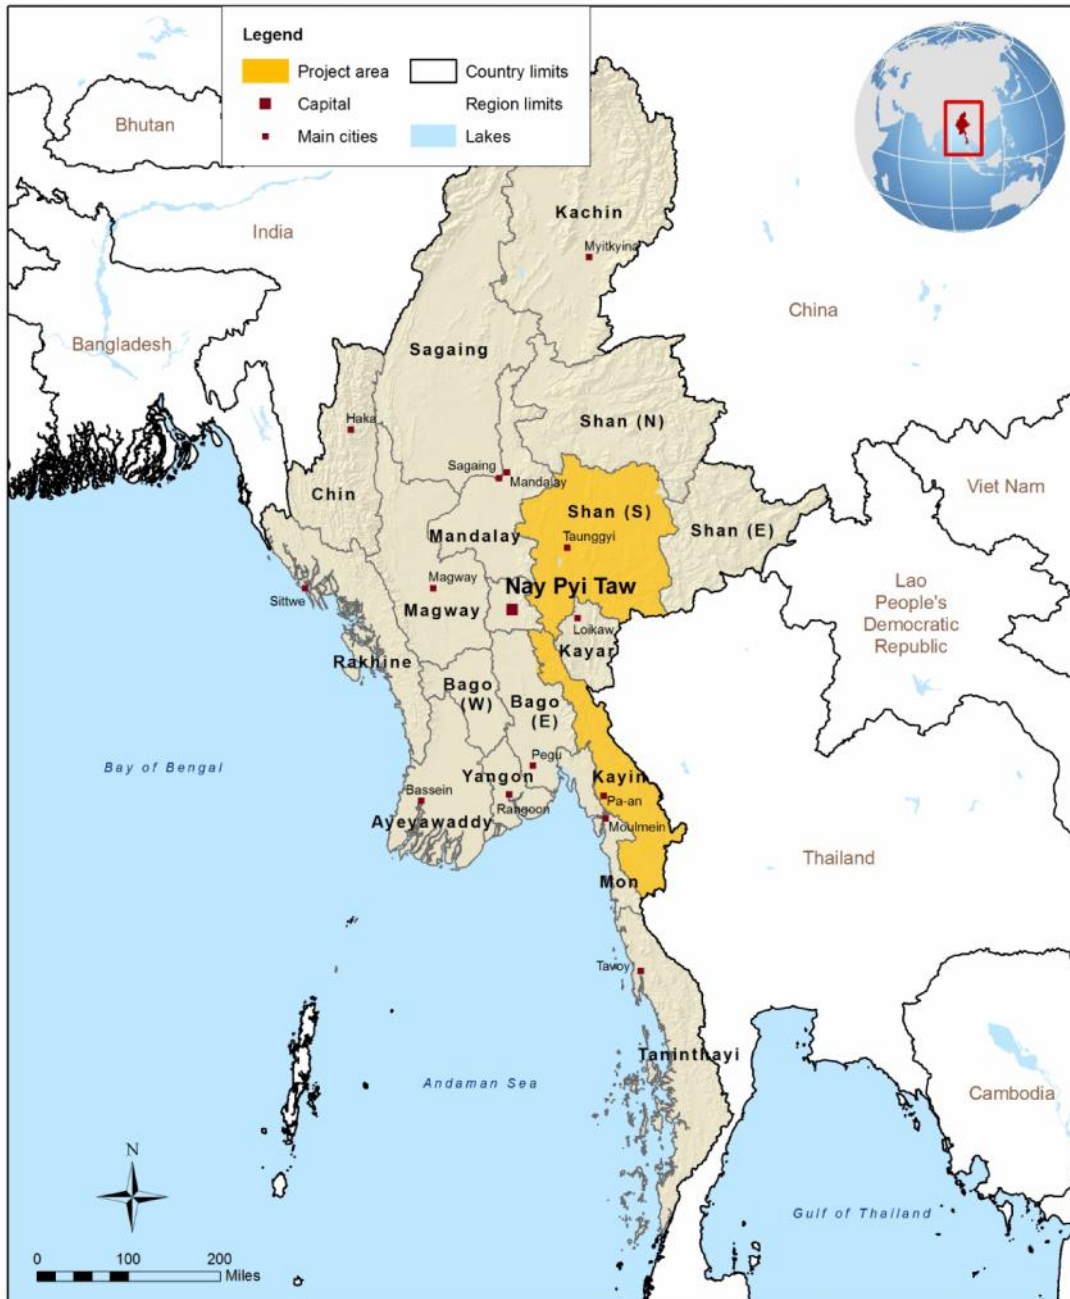 Legend
Project area
Country limits
Capital
Region limits
Main cities
Lakes
Bhutan
Kachin
India
Myitkyina
China
Bangladesh
Sagaing
Haka
Shan (N)
Sagaing
Mandalay
Viet Nam
Chin
Shan (S)
Shan (E)
Mandalay
Taunggyi
Magway
Nay Pyi Taw
Lao
People's
Democratic
Republic
Sittwe
Magway
Loikaw
Kayar
Rakhine
Bago
(W)
Bago
(E)
Bay of Bengal
Pegu
Yangon
Kayin
Bassein
Rangoon
Pa-an
Ayeyawaddy
Moulmein
Thailand
Mon
Tavoy
Taninthayi
Andaman Sea
Cambodia
N
Gulf of Thailand
0 100 200
Miles